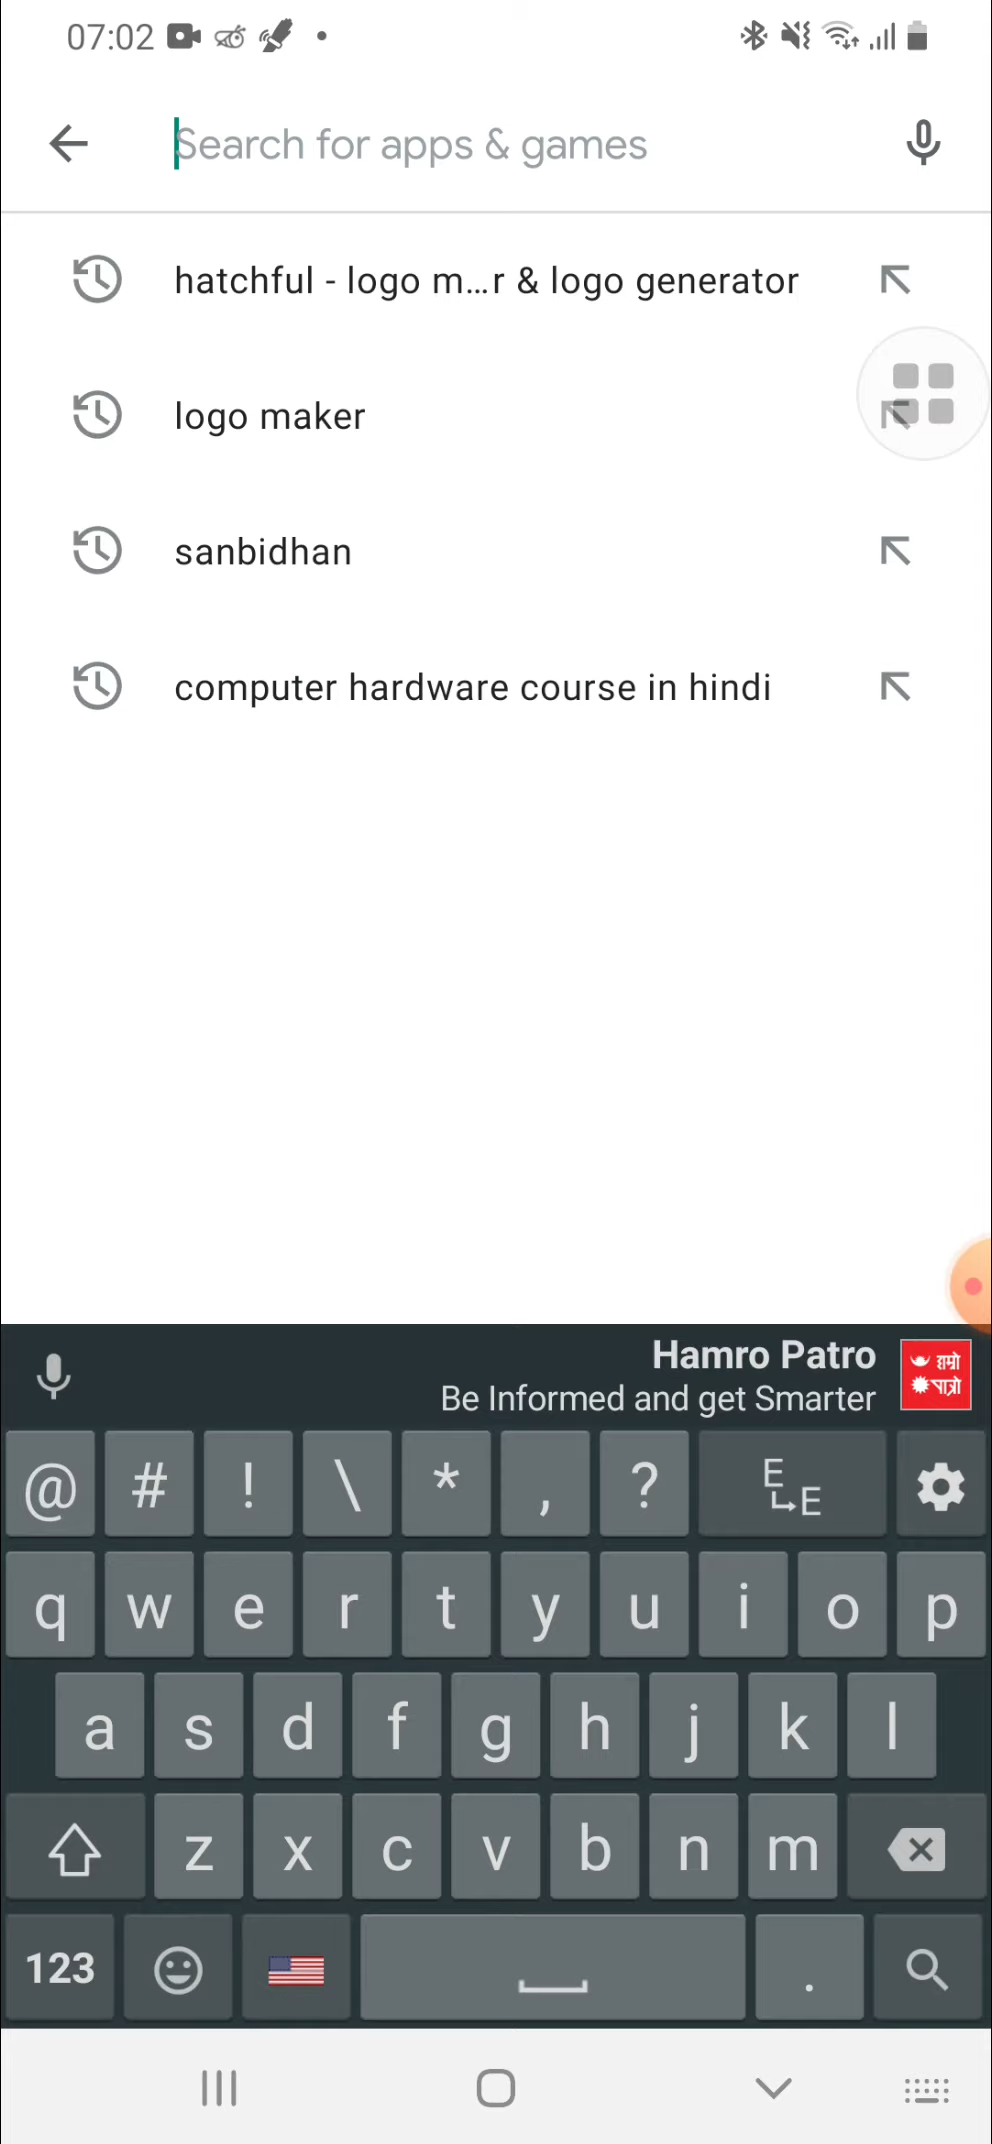 07:02
Search for apps & games
hatchful - logo m...r & logo generator
logo maker
sanbidhan
computer hardware course in hindi
Hamro Patro
Be Informed and get Smarter
हाम्रो
पात्रो
@ # ! \ * , ? E E
q w e r t y u i o p
a s d f g h j k l
z x c v b n m
123 .